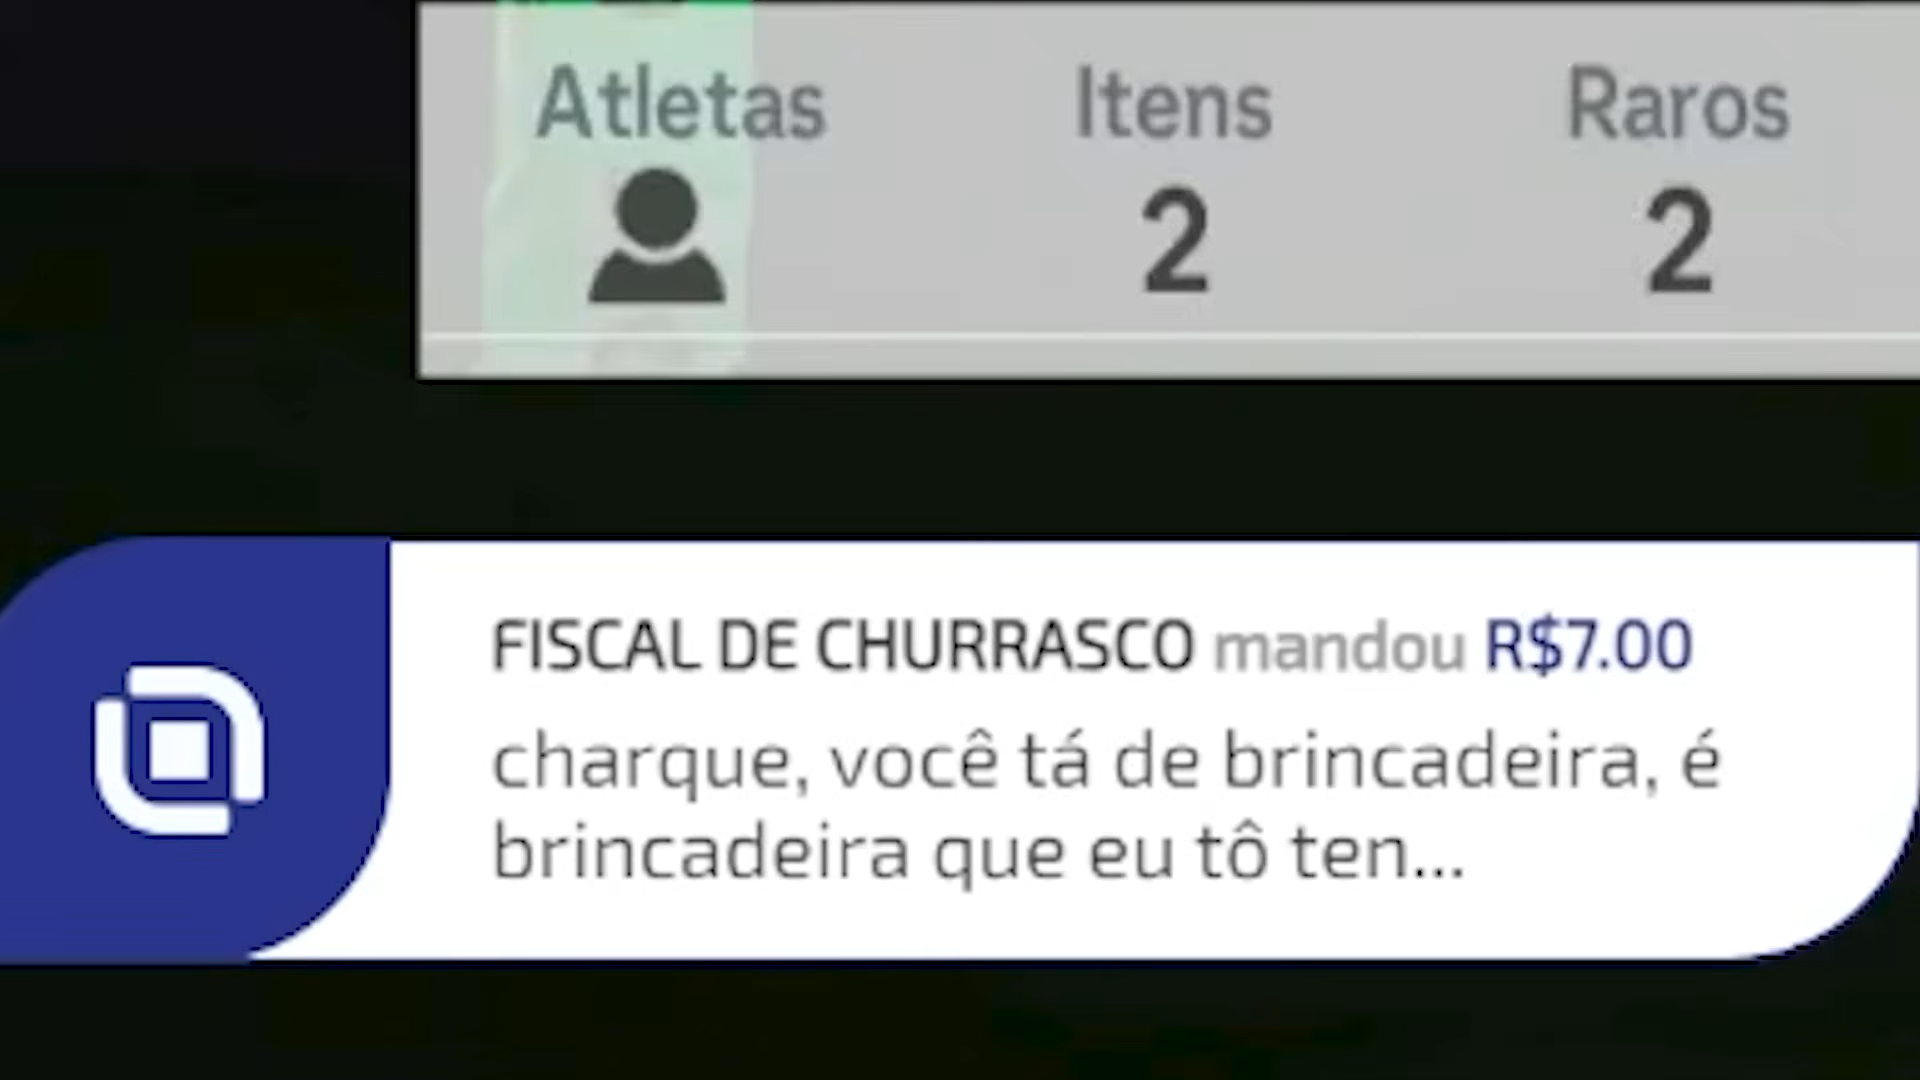 Atletas Itens Raros
2 2
FISCAL DE CHURRASCO mandou R$7.00
charque, você tá de brincadeira, é
brincadeira que eu tô ten...